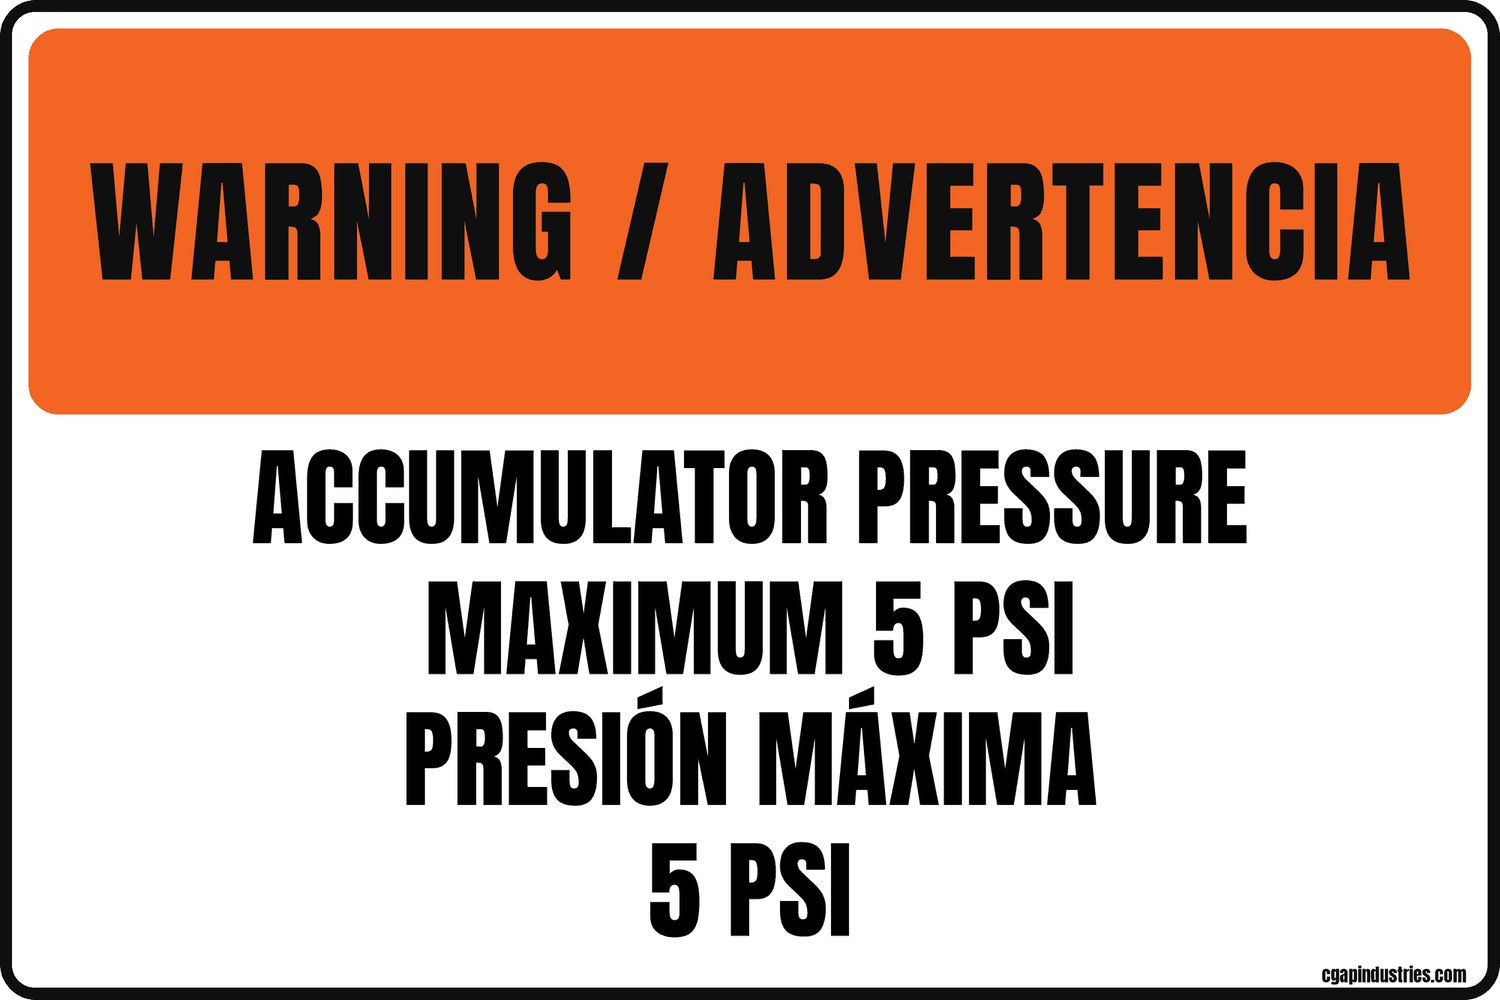 WARNING / ADVERTENCIA
ACCUMULATOR PRESSURE
MAXIMUM 5 PSI
PRESIÓN MÁXIMA
5 PSI
cgapindustries.com